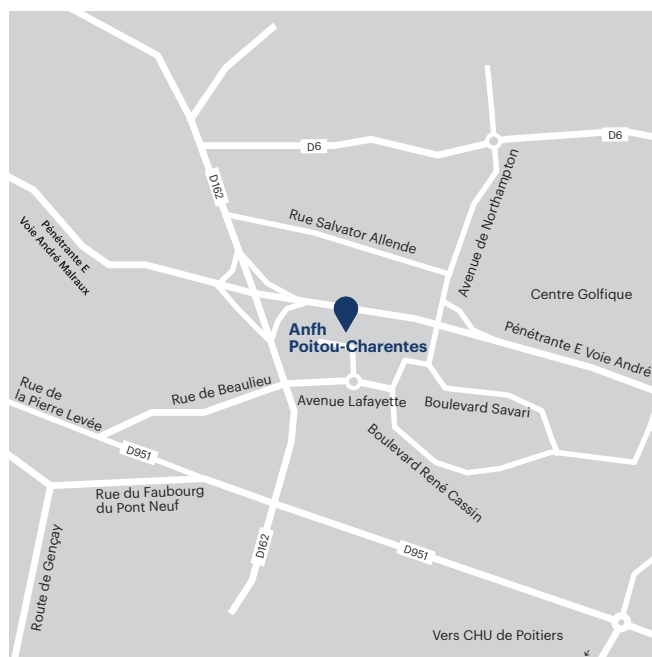 D6
D6
D162
Avenue de Northampton
Rue Salvator Allende
Pénétrante E
Voie André Malraux
Centre Golfique
Anfh
Poitou-Charentes
Pénétrante E Voie André
Rue de
la Pierre Levée
Rue de Beaulieu
Avenue Lafayette
Boulevard Savari
Boulevard René Cassin
D951
Rue du Faubourg
du Pont Neuf
Route de Gençay
D162
D951
Vers CHU de Poitiers